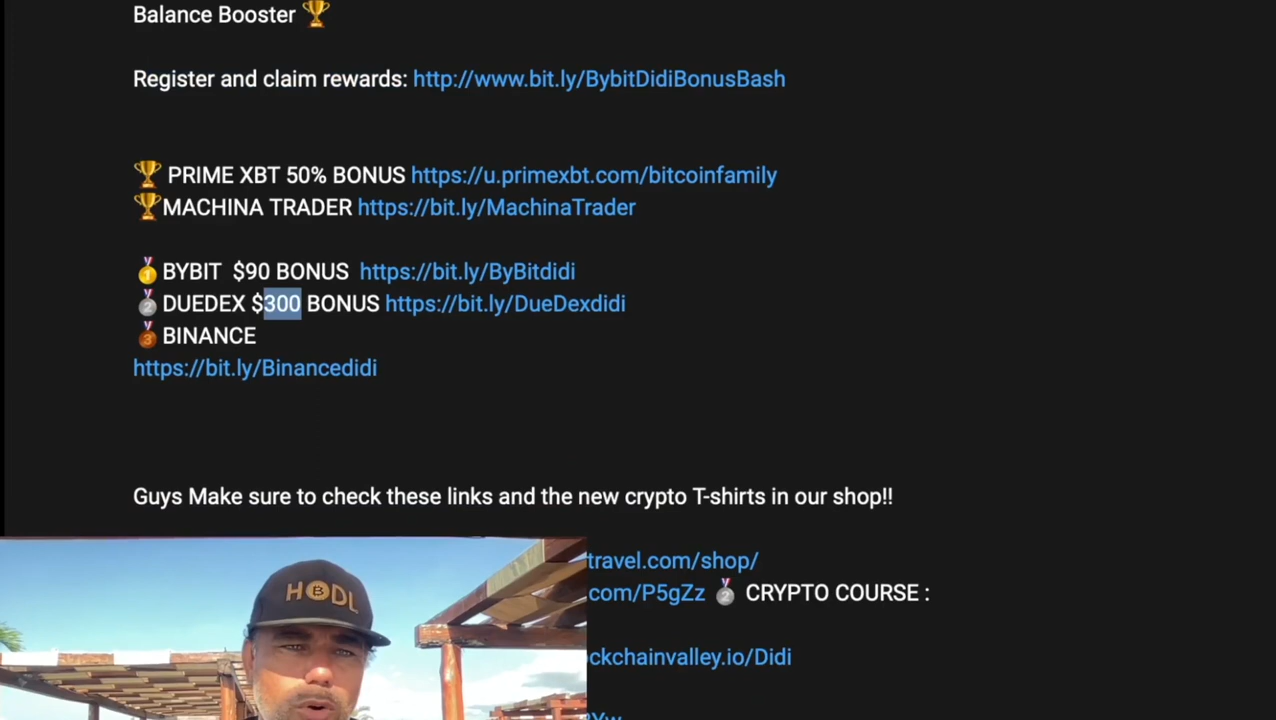 Balance Booster 🏆
Register and claim rewards: http://www.bit.ly/BybitDidiBonusBash
🏆 PRIME XBT 50% BONUS https://u.primexbt.com/bitcoinfamily
🏆MACHINA TRADER https://bit.ly/MachinaTrader
🥇BYBIT  $90 BONUS  https://bit.ly/ByBitdidi
🥈DUEDEX $300 BONUS https://bit.ly/DueDexdidi
🥉BINANCE
https://bit.ly/Binancedidi
Guys Make sure to check these links and the new crypto T-shirts in our shop!!
travel.com/shop/
.com/P5gZz 🥈 CRYPTO COURSE :
ckchainvalley.io/Didi
HODL